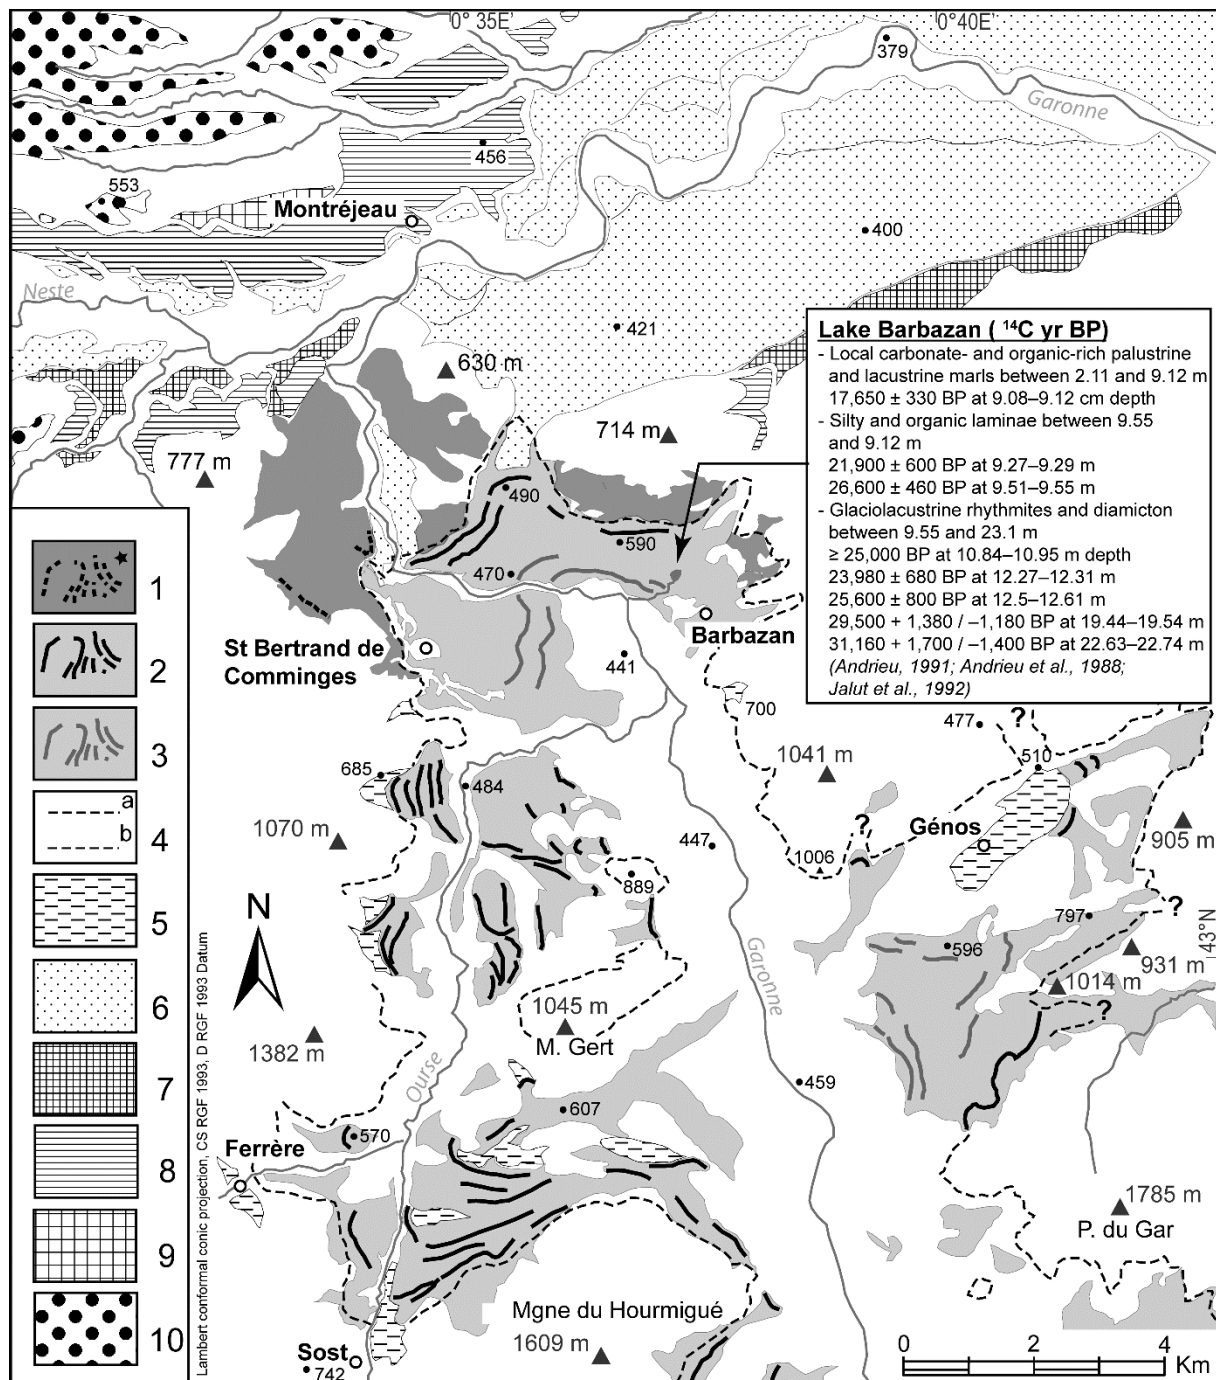 0° 35E
0° 40E
379
Garonne
456
553
Montréjeau
400
Neste
421
630 m
714 m
777 m
490
590
470
Lake Barbazan ( ¹⁴C yr BP)
- Local carbonate- and organic-rich palustrine
and lacustrine marls between 2.11 and 9.12 m
17,650 ± 330 BP at 9.08–9.12 cm depth
- Silty and organic laminae between 9.55
and 9.12 m
21,900 ± 600 BP at 9.27–9.29 m
26,600 ± 460 BP at 9.51–9.55 m
- Glaciolacustrine rhythmites and diamicton
between 9.55 and 23.1 m
≥ 25,000 BP at 10.84–10.95 m depth
23,980 ± 680 BP at 12.27–12.31 m
25,600 ± 800 BP at 12.5–12.61 m
29,500 + 1,380 / –1,180 BP at 19.44–19.54 m
31,160 + 1,700 / –1,400 BP at 22.63–22.74 m
(Andrieu, 1991; Andrieu et al., 1988;
Jalut et al., 1992)
Barbazan
St Bertrand de
Comminges
441
700
477
?
510
1041 m
685
484
1070 m
447
?
1006
Génos
905 m
889
797
?
596
43°N
931 m
1014 m
?
N
Garonne
1045 m
M. Gert
1382 m
Ourse
459
607
570
Ferrère
1785 m
P. du Gar
Mgne du Hourmigué
1609 m
Sost
742
0 2 4
Km
1
2
3
a
b
4
5
6
7
8
9
10
Lambert conformal conic projection, CS RGF 1993, D RGF 1993 Datum